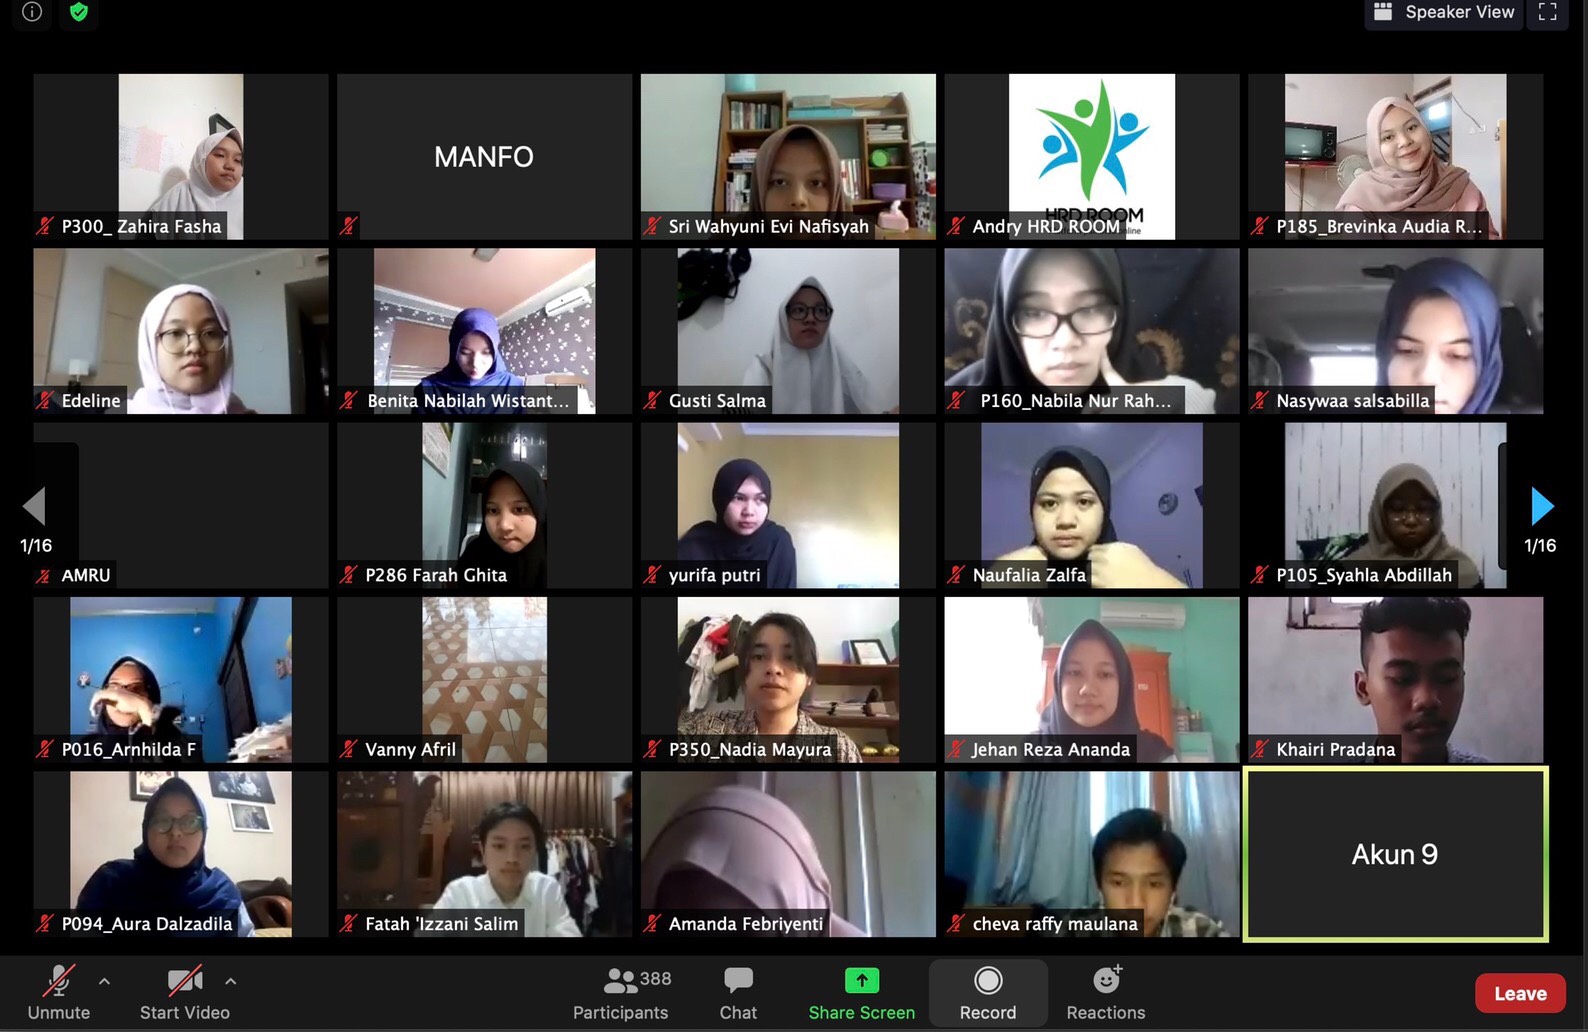 Speaker View
P300_ Zahira Fasha
MANFO
Sri Wahyuni Evi Nafisyah
HRD ROOM
online
Andry HRD ROOM
P185_Brevinka Audia R...
Edeline
Benita Nabilah Wistant...
Gusti Salma
P160_Nabila Nur Rah...
Nasywaa salsabilla
1/16
AMRU
P286 Farah Ghita
yurifa putri
Naufalia Zalfa
P105_Syahla Abdillah
1/16
P016_Arnhilda F
Vanny Afril
P350_Nadia Mayura
Jehan Reza Ananda
Khairi Pradana
P094_Aura Dalzadila
Fatah 'Izzani Salim
Amanda Febriyenti
cheva raffy maulana
Akun 9
Unmute
Start Video
388
Participants
Chat
Share Screen
Record
Reactions
Leave